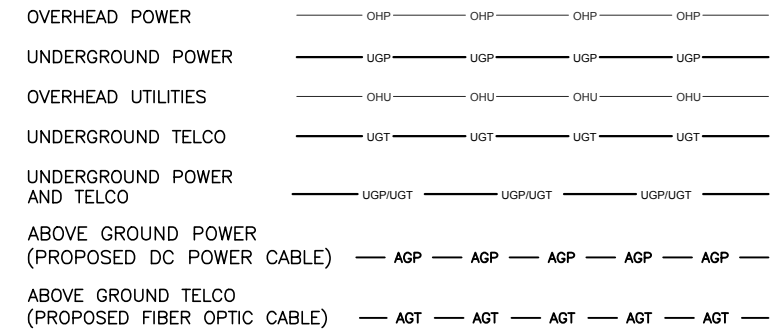 OVERHEAD POWER OHP OHP OHP OHP
UNDERGROUND POWER UGP UGP UGP UGP
OVERHEAD UTILITIES OHU OHU OHU OHU
UNDERGROUND TELCO UGT UGT UGT UGT
UNDERGROUND POWER
AND TELCO UGP/UGT UGP/UGT UGP/UGT
ABOVE GROUND POWER
(PROPOSED DC POWER CABLE) AGP AGP AGP AGP AGP
ABOVE GROUND TELCO
(PROPOSED FIBER OPTIC CABLE) AGT AGT AGT AGT AGT